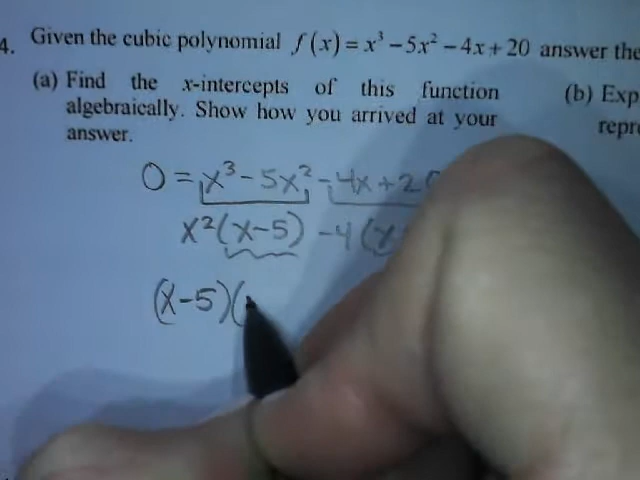 4. Given the cubic polynomial f(x) = x³ − 5x² − 4x + 20 answer the
(a) Find the x-intercepts of this function
algebraically. Show how you arrived at your
answer.
(b) Exp
repr
0 = x³ − 5x² − 4x + 20
x²(x−5) −4(x
(x−5)(